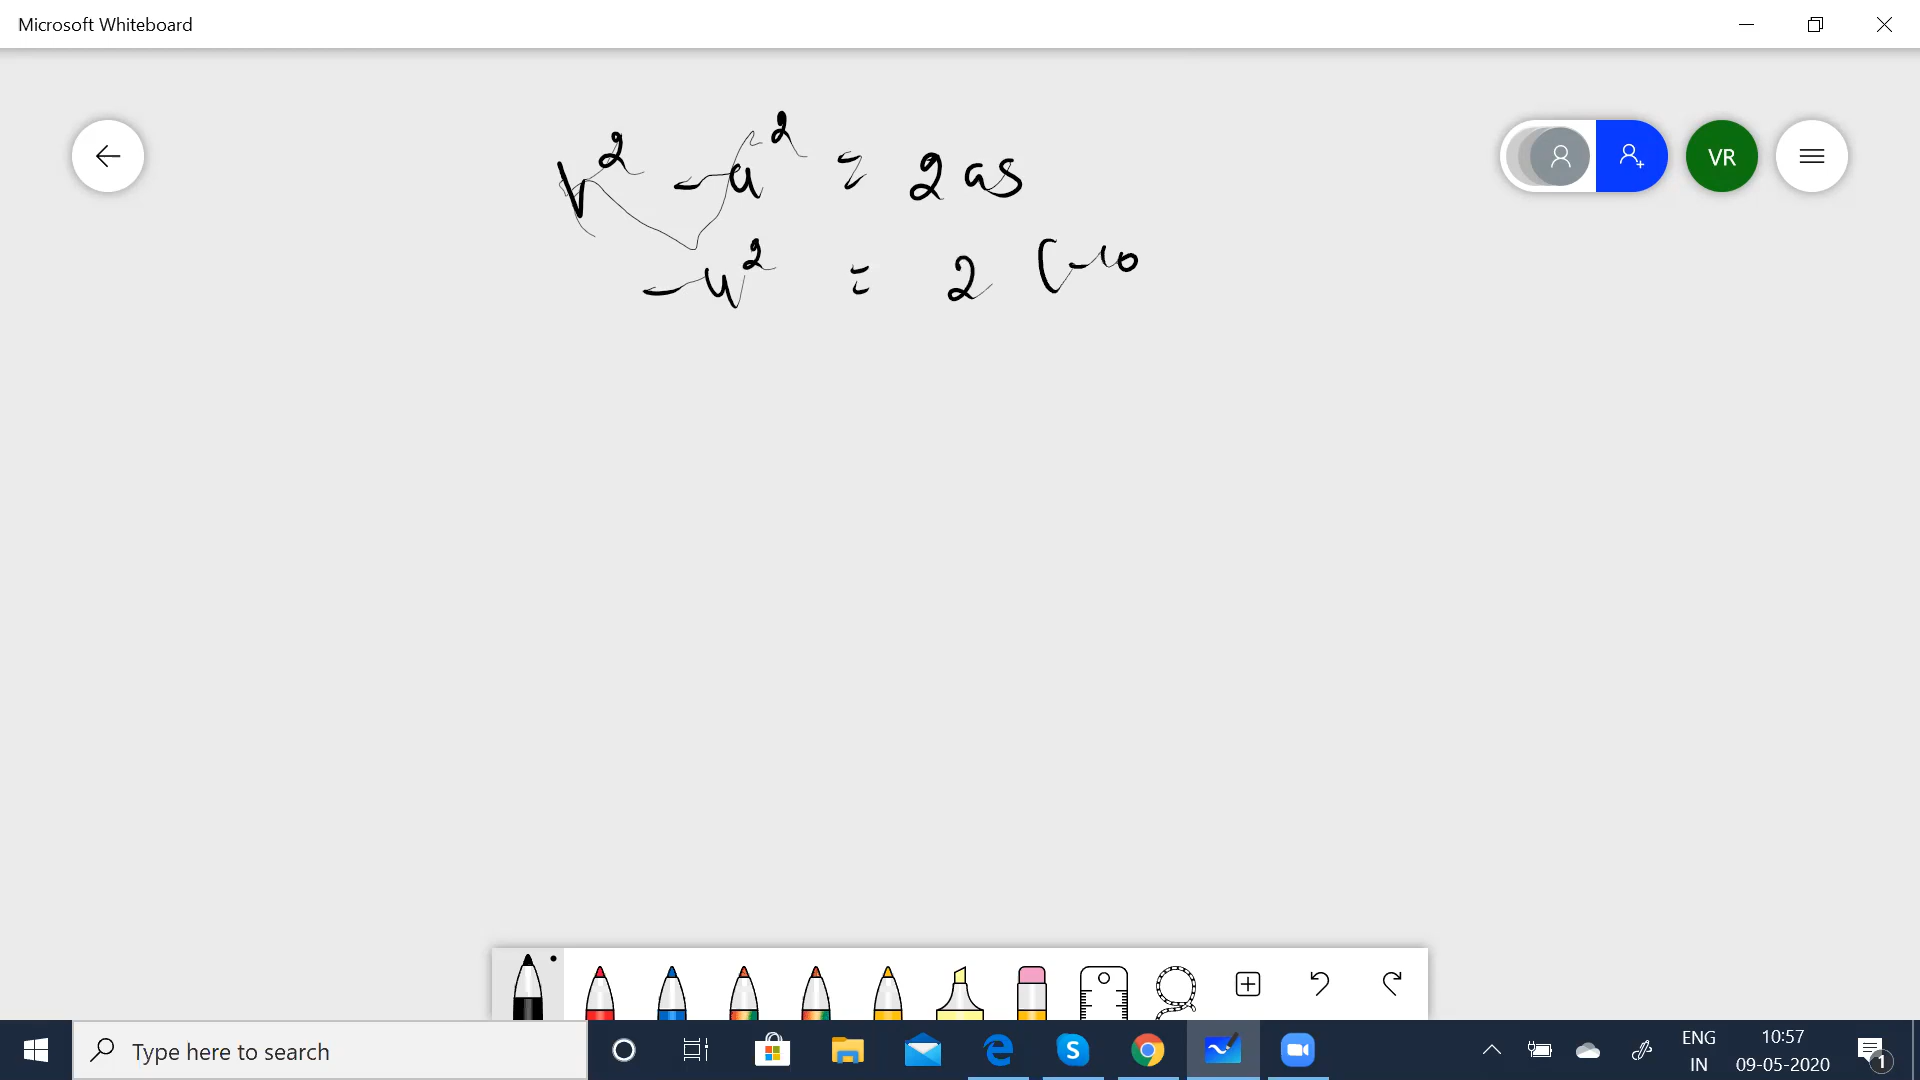 Microsoft Whiteboard
v² - u² = 2as
- u² = 2 (-10
VR
Type here to search
ENG
IN
10:57
09-05-2020
1